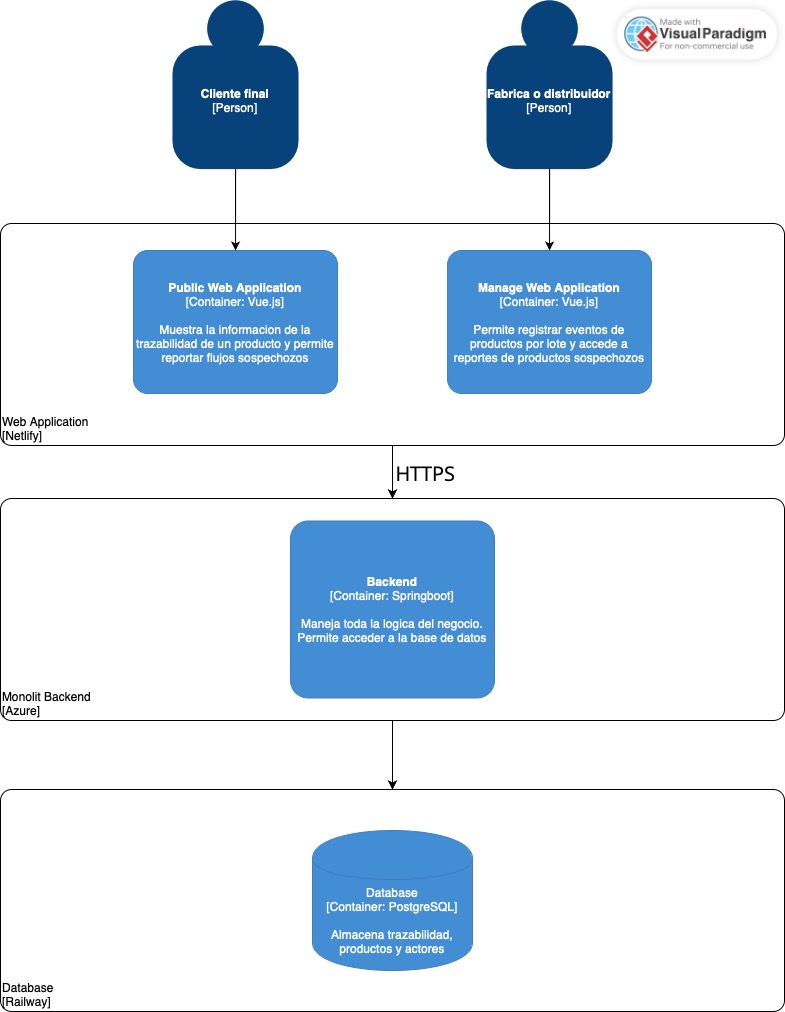 Made with
VisualParadigm
For non-commercial use
Cliente final
[Person]
Fabrica o distribuidor
[Person]
Public Web Application
[Container: Vue.js]
Muestra la informacion de la
trazabilidad de un producto y permite
reportar flujos sospechozos
Manage Web Application
[Container: Vue.js]
Permite registrar eventos de
productos por lote y accede a
reportes de productos sospechozos
Web Application
[Netlify]
HTTPS
Backend
[Container: Springboot]
Maneja toda la logica del negocio.
Permite acceder a la base de datos
Monolit Backend
[Azure]
Database
[Container: PostgreSQL]
Almacena trazabilidad,
productos y actores
Database
[Railway]